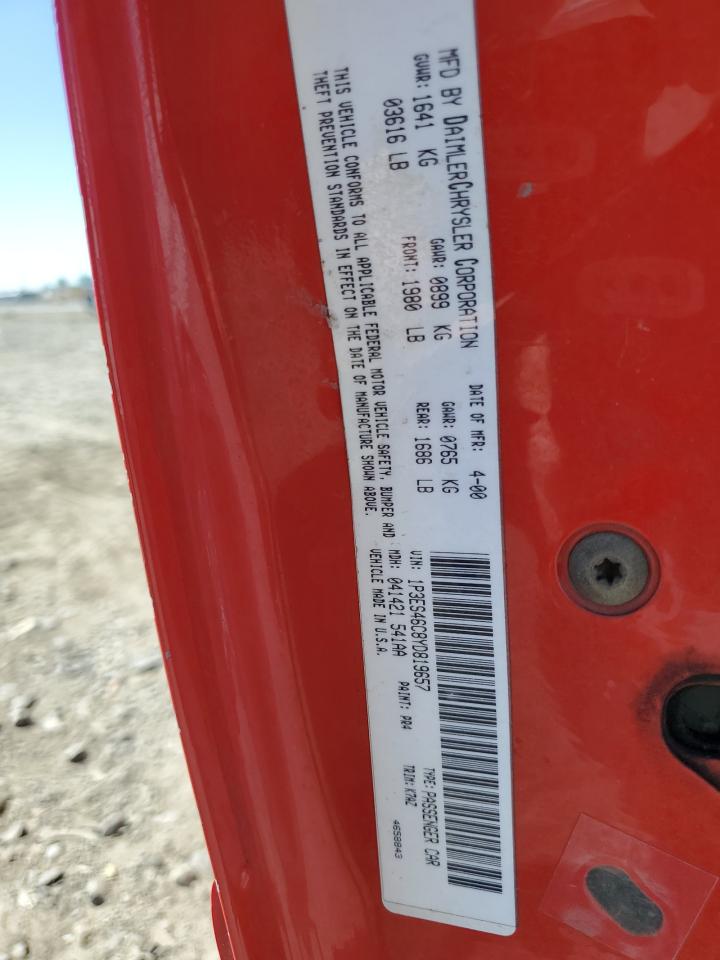 MFD BY DAIMLERCHRYSLER CORPORATION DATE OF MFR: 4-00
GVWR: 1641 KG GAWR: 0899 KG GAWR: 0765 KG
03616 LB FRONT: 1980 LB REAR: 1686 LB
THIS VEHICLE CONFORMS TO ALL APPLICABLE FEDERAL MOTOR VEHICLE SAFETY, BUMPER AND
THEFT PREVENTION STANDARDS IN EFFECT ON THE DATE OF MANUFACTURE SHOWN ABOVE.
VIN: 1P3ES46C8YD819657 TYPE: PASSENGER CAR
MDH: 041421 541AA PAINT: PR4 TRIM: K7AZ
VEHICLE MADE IN U.S.A. 4658843